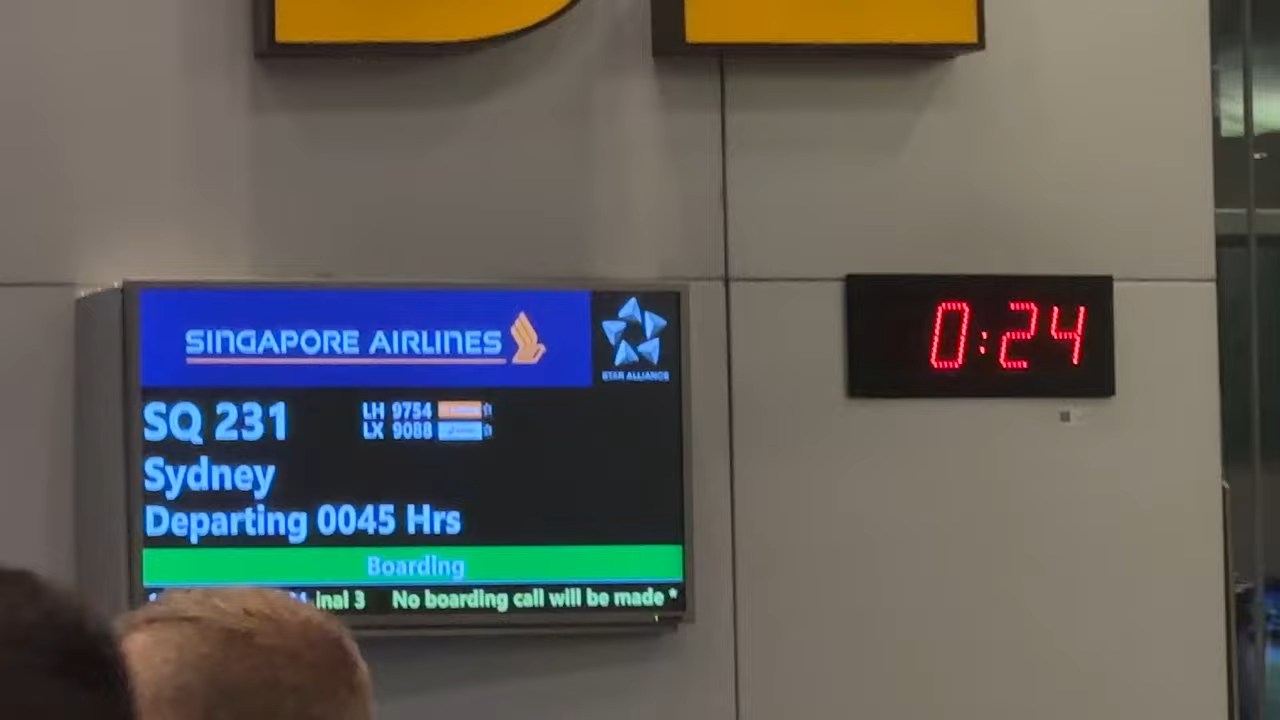 SINGAPORE AIRLINES
STAR ALLIANCE
SQ 231
LH 9754
LX 9088
Sydney
Departing 0045 Hrs
Boarding
inal 3 No boarding call will be made *
0:24